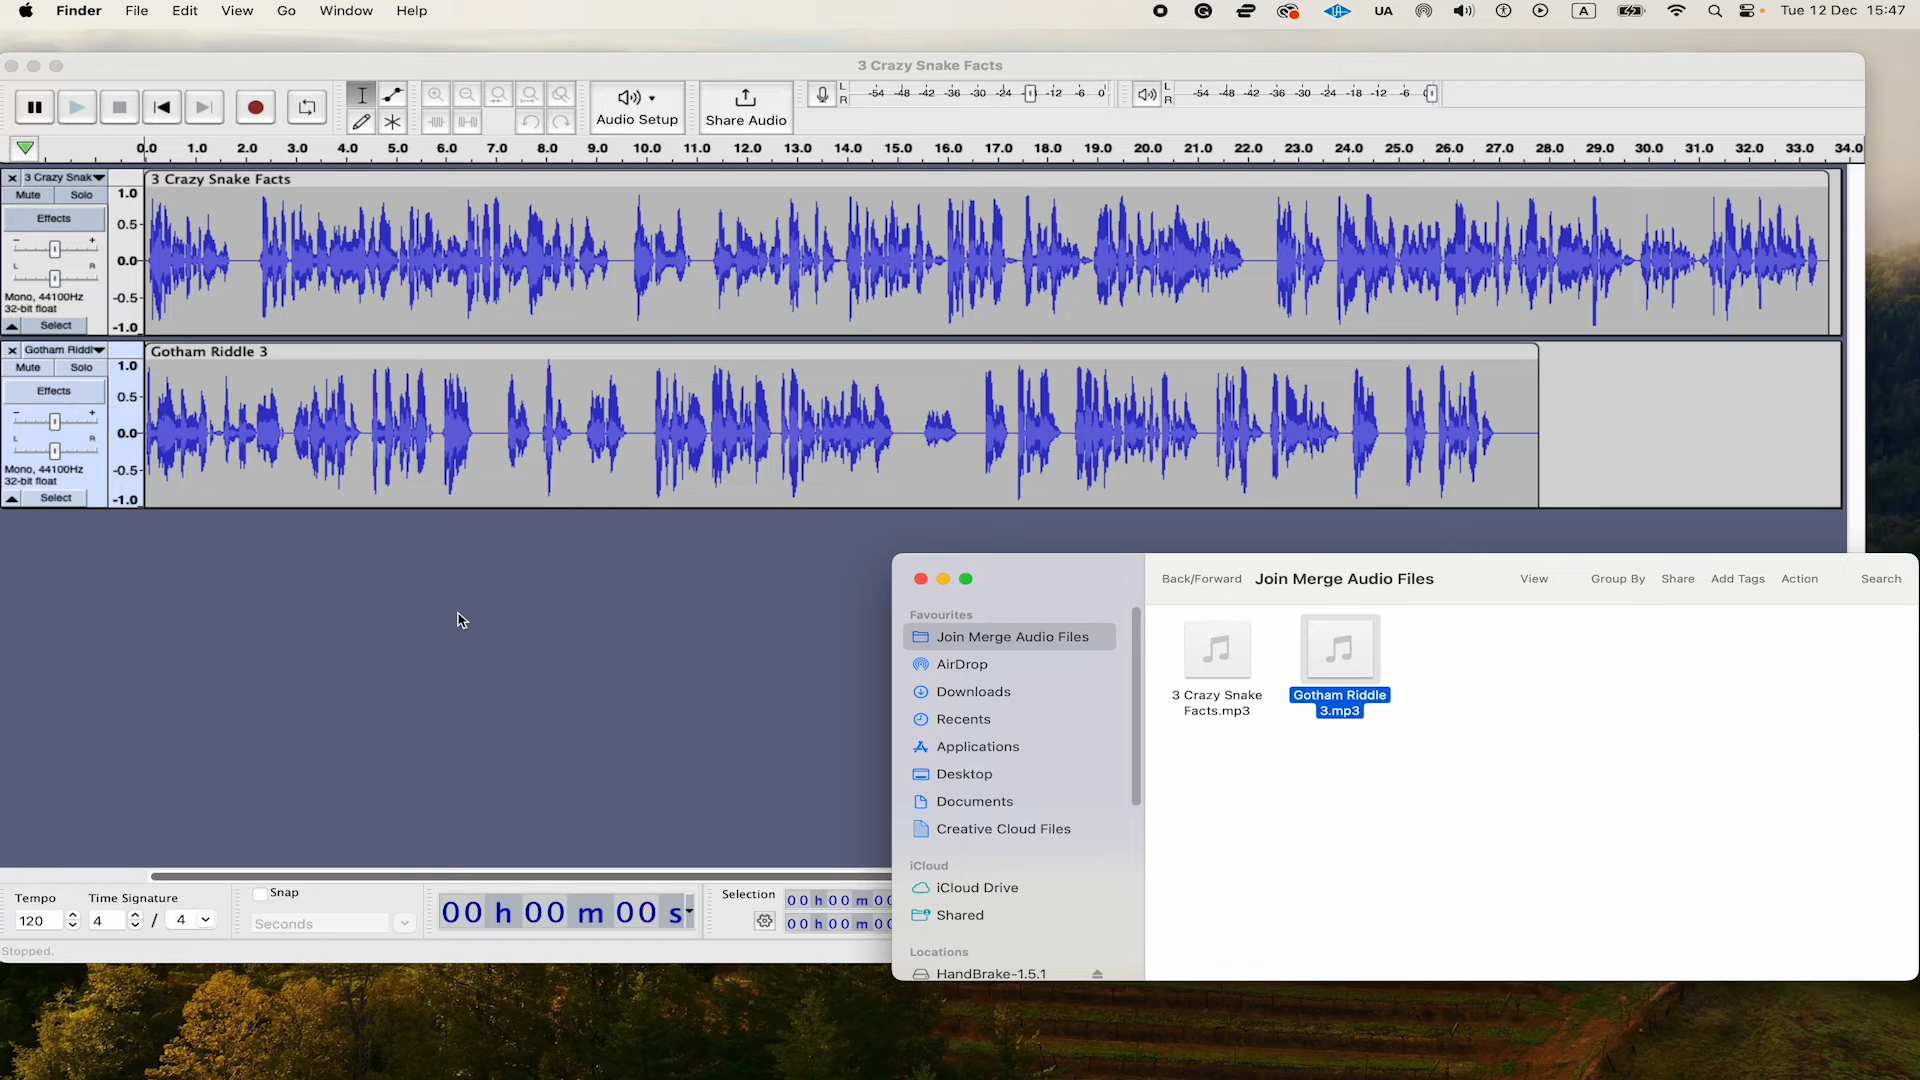 Finder File Edit View Go Window Help UA A Tue 12 Dec 15:47
3 Crazy Snake Facts
Audio Setup
Share Audio
L
R
-54 -48 -42 -36 -30 -24 -12 -6 0
L
R
-54 -48 -42 -36 -30 -24 -18 -12 -6
0.0 1.0 2.0 3.0 4.0 5.0 6.0 7.0 8.0 9.0 10.0 11.0 12.0 13.0 14.0 15.0 16.0 17.0 18.0 19.0 20.0 21.0 22.0 23.0 24.0 25.0 26.0 27.0 28.0 29.0 30.0 31.0 32.0 33.0 34.0
3 Crazy Snak
3 Crazy Snake Facts
Mute Solo
Effects
- +
L R
Mono, 44100Hz
32-bit float
Select
1.0
0.5
0.0
-0.5
-1.0
Gotham Riddl
Gotham Riddle 3
Mute Solo
Effects
- +
L R
Mono, 44100Hz
32-bit float
Select
1.0
0.5
0.0
-0.5
-1.0
Back/Forward Join Merge Audio Files View Group By Share Add Tags Action Search
Favourites
Join Merge Audio Files
AirDrop
Downloads
Recents
Applications
Desktop
Documents
Creative Cloud Files
iCloud
iCloud Drive
Shared
Locations
HandBrake-1.5.1
3 Crazy Snake
Facts.mp3
Gotham Riddle
3.mp3
Tempo
120
Time Signature
4 / 4
Snap
Seconds
00 h 00 m 00 s
Selection
00 h 00 m 00
00 h 00 m 00
Stopped.